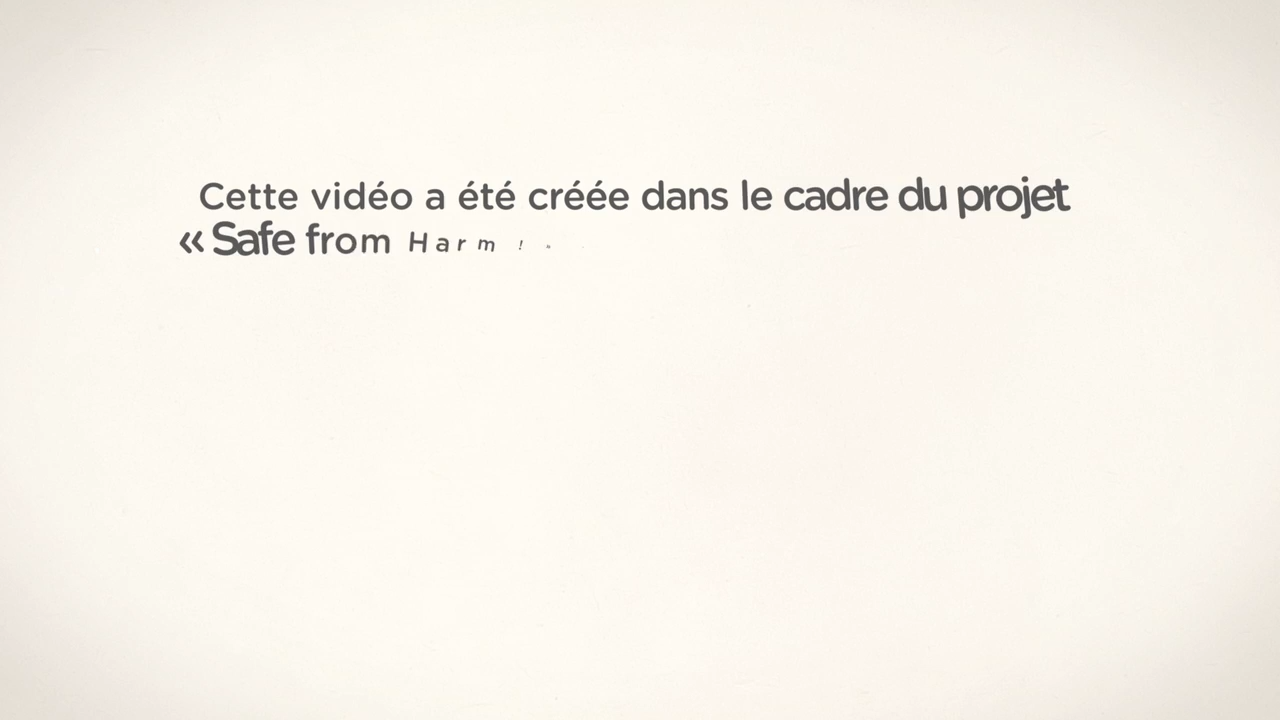 Cette vidéo a été créée dans le cadre du projet
« Safe from Harm !